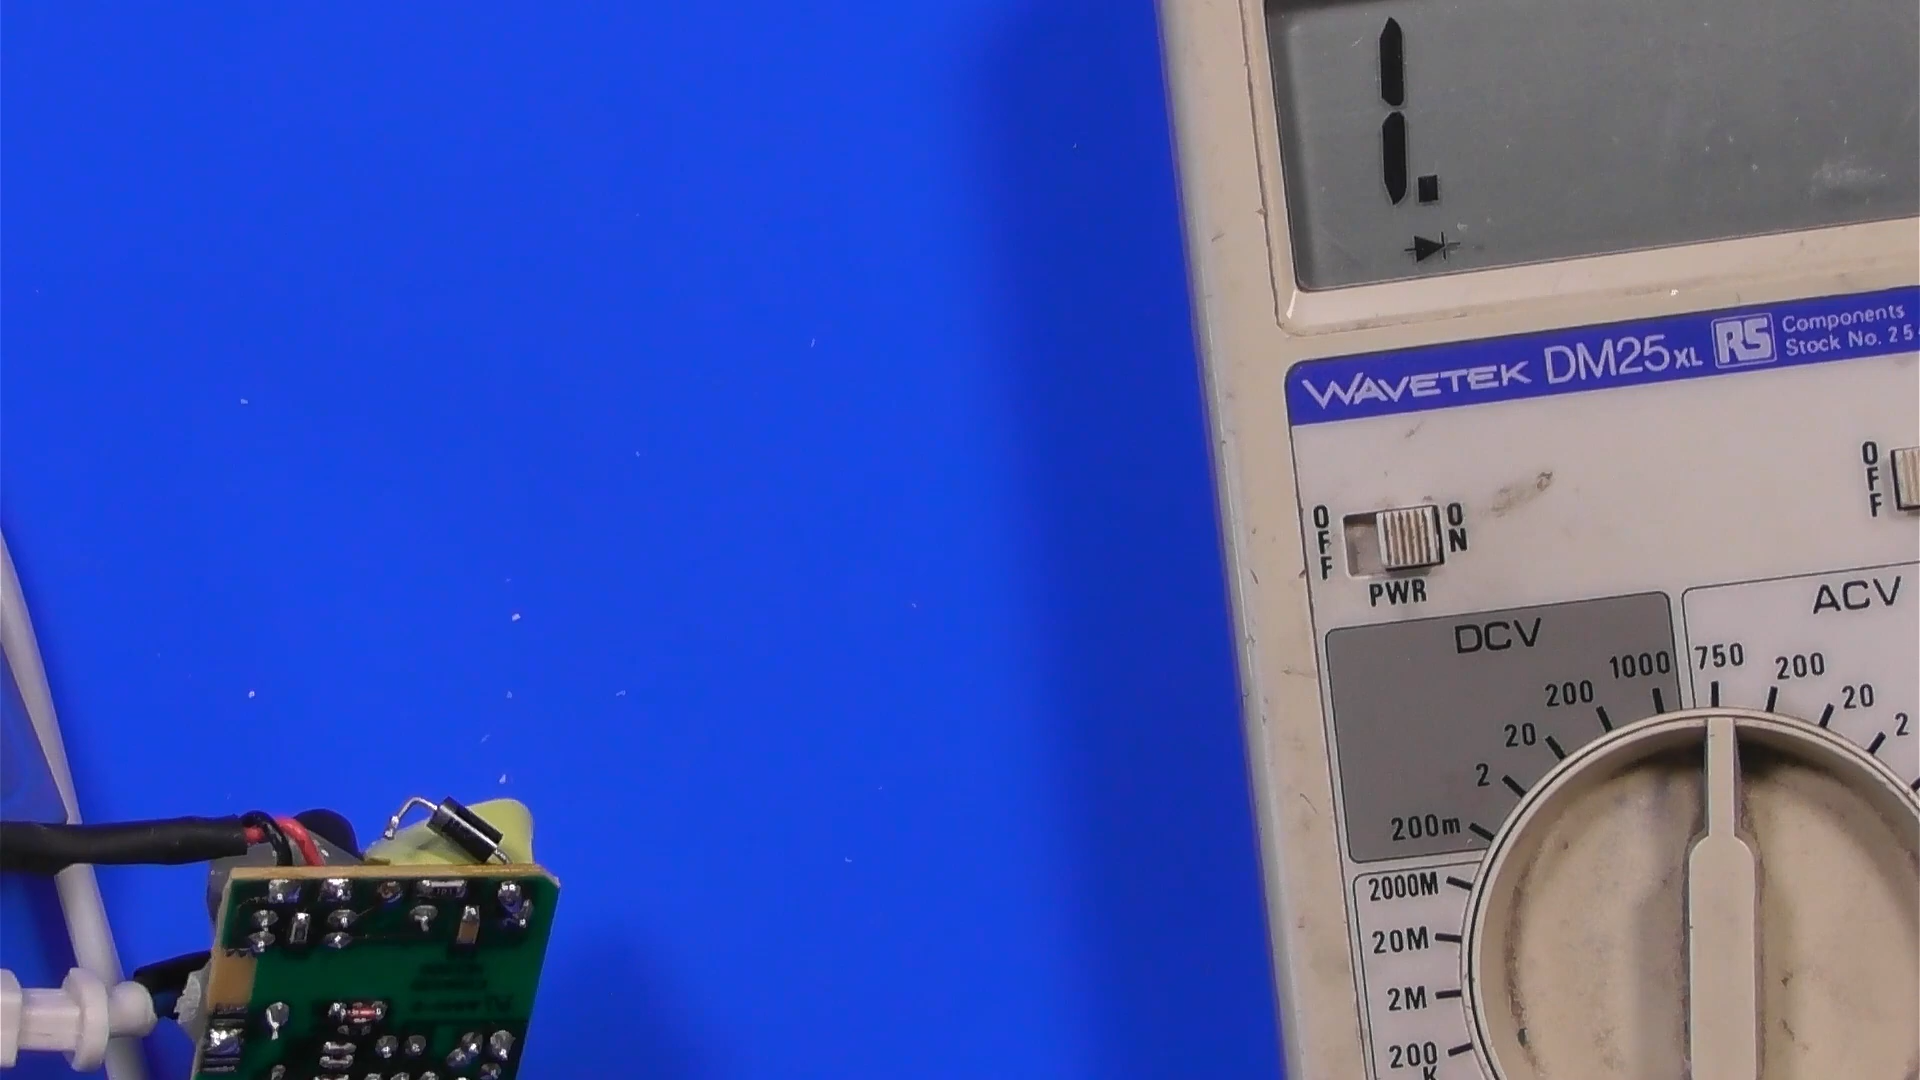 1.
WAVETEK DM25XL RS Components
Stock No. 25
OFF
ON
OFF
PWR
DCV
ACV
1000
750
200
200
20
20
2
2
200m
2000M
20M
2M
200
K